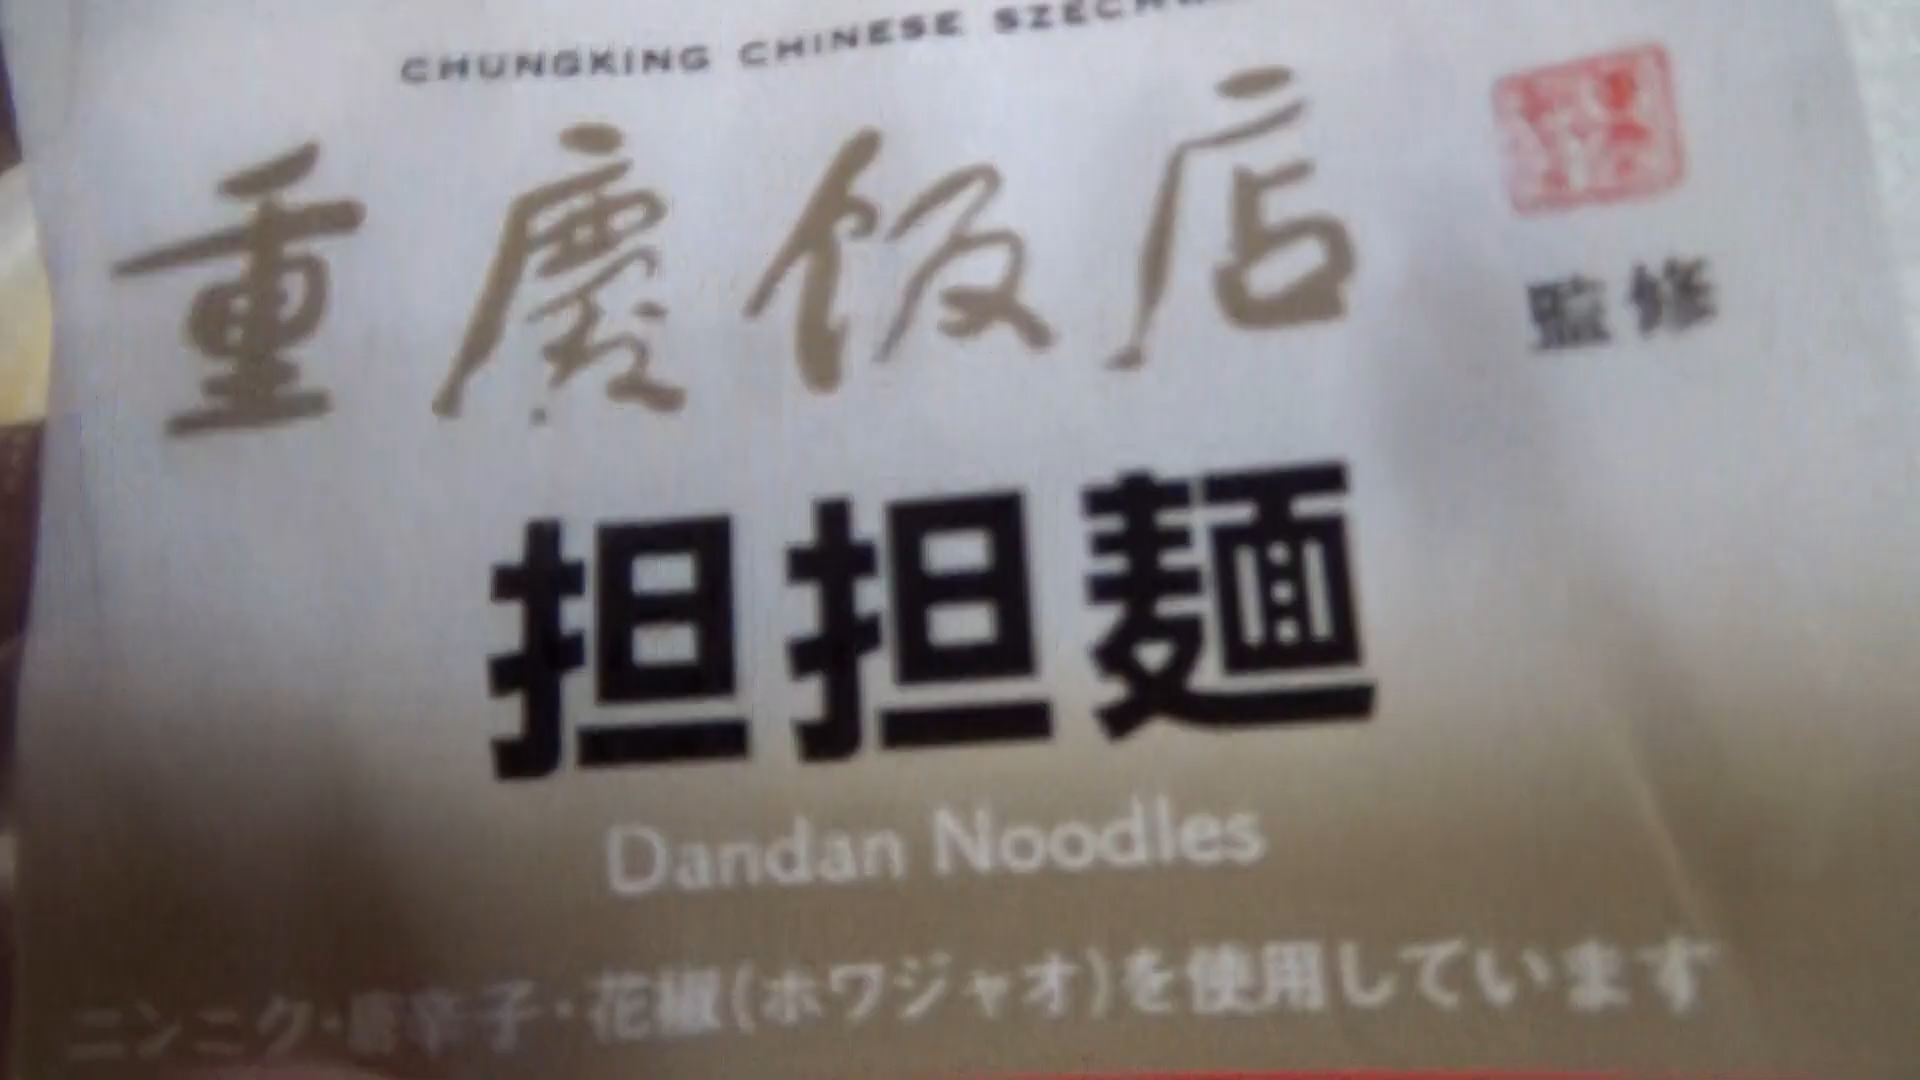 CHUNGKING CHINESE
重慶飯店
監修
担担麺
Dandan Noodles
ニンニク・唐辛子・花椒(ホワジャオ)を使用しています